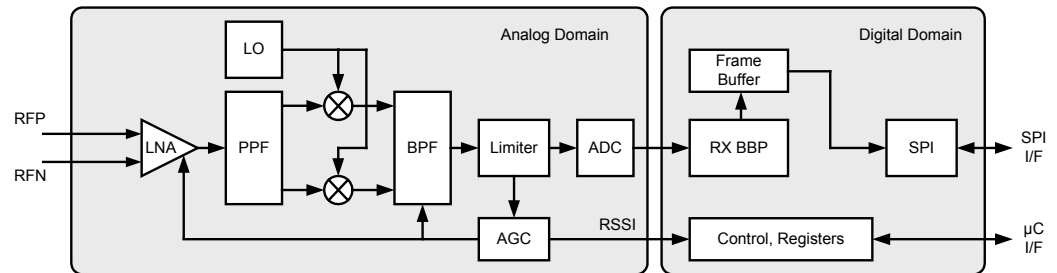 LO
Analog Domain
Digital Domain
Frame
Buffer
RFP
RFN
LNA
PPF
BPF
Limiter
ADC
RX BBP
SPI
SPI
I/F
AGC
RSSI
Control, Registers
µC
I/F